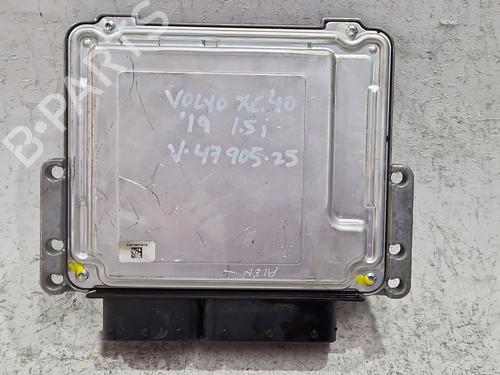 B-PARTS
VOLVO XC40
'19 1.5i
V.47905.25
ALEN